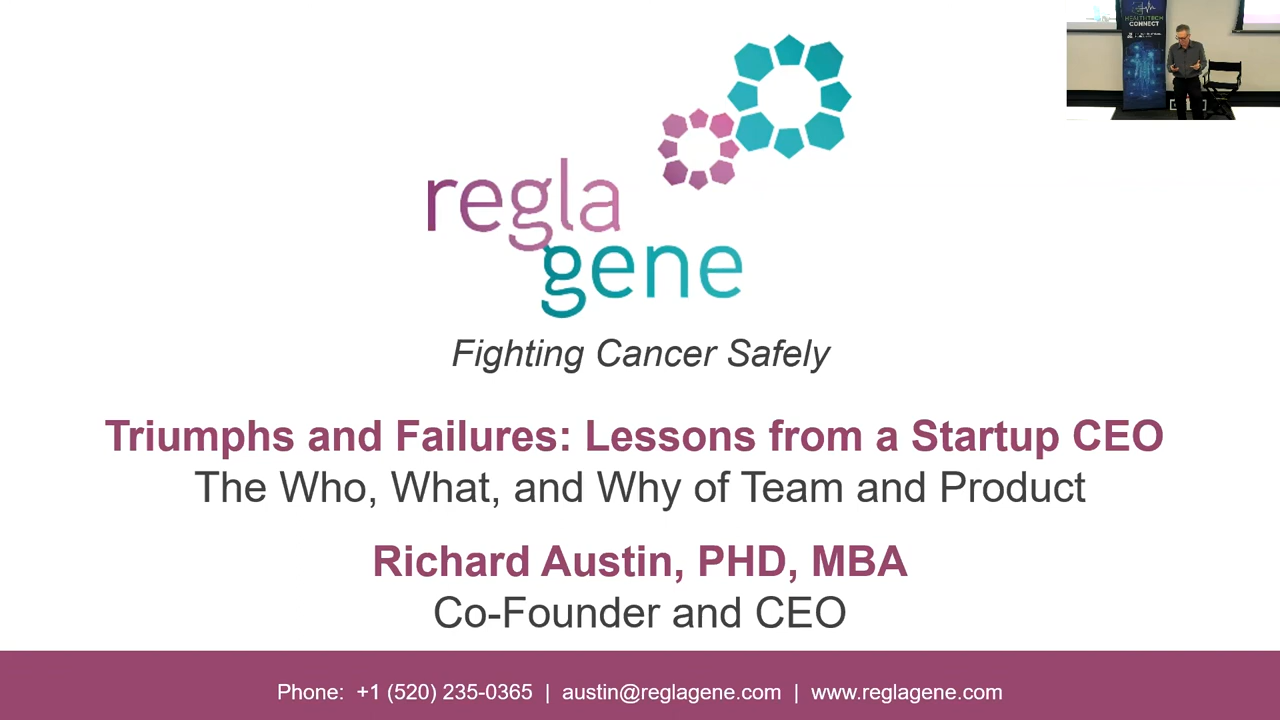 HEALTHTECH
CONNECT
regla
gene
Fighting Cancer Safely
Triumphs and Failures: Lessons from a Startup CEO
The Who, What, and Why of Team and Product
Richard Austin, PHD, MBA
Co-Founder and CEO
Phone: +1 (520) 235-0365 | austin@reglagene.com | www.reglagene.com